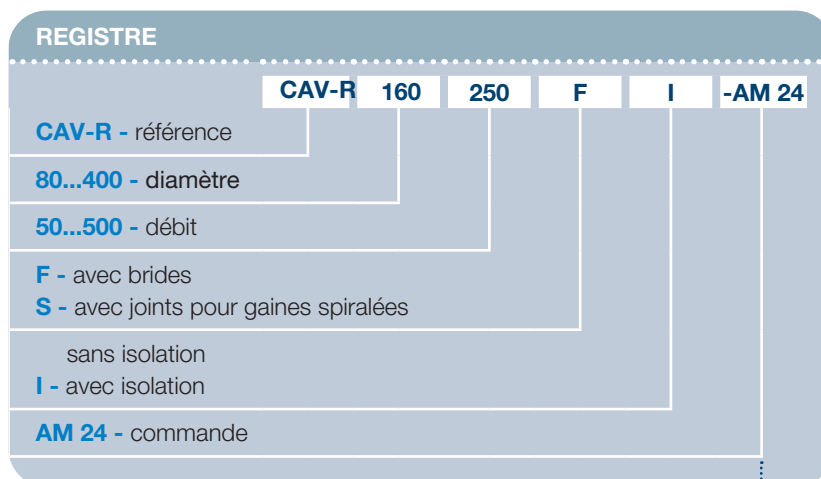 REGISTRE
CAV-R 160 250 F I -AM 24
CAV-R - référence
80...400 - diamètre
50...500 - débit
F - avec brides
S - avec joints pour gaines spiralées
sans isolation
I - avec isolation
AM 24 - commande